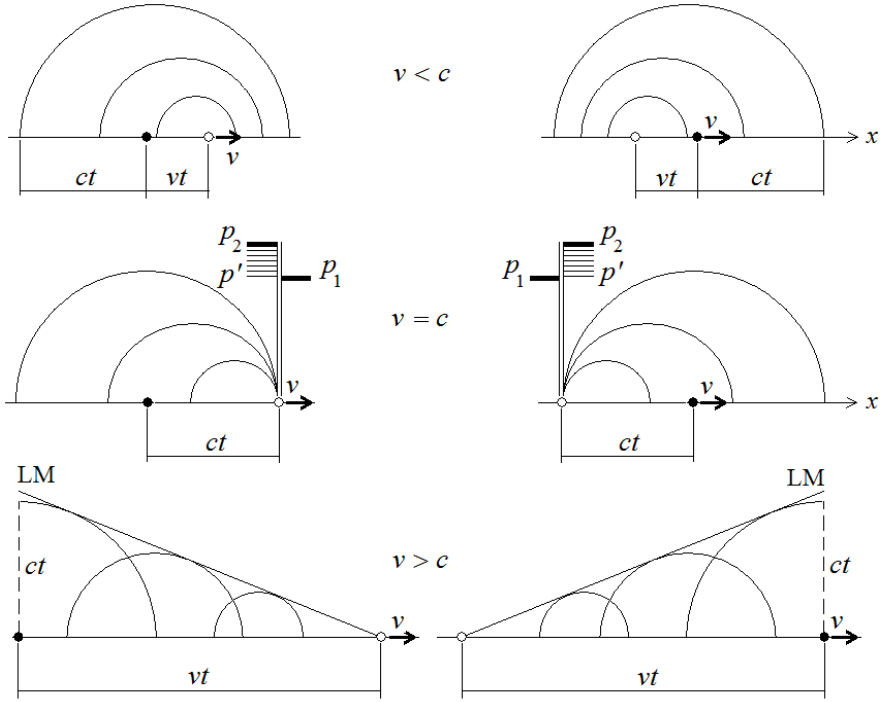 v < c
v
v
x
ct
vt
vt
ct
p₂
p₂
p′
p₁
p₁
p′
v = c
v
v
x
ct
ct
LM
LM
ct
v > c
ct
v
v
vt
vt